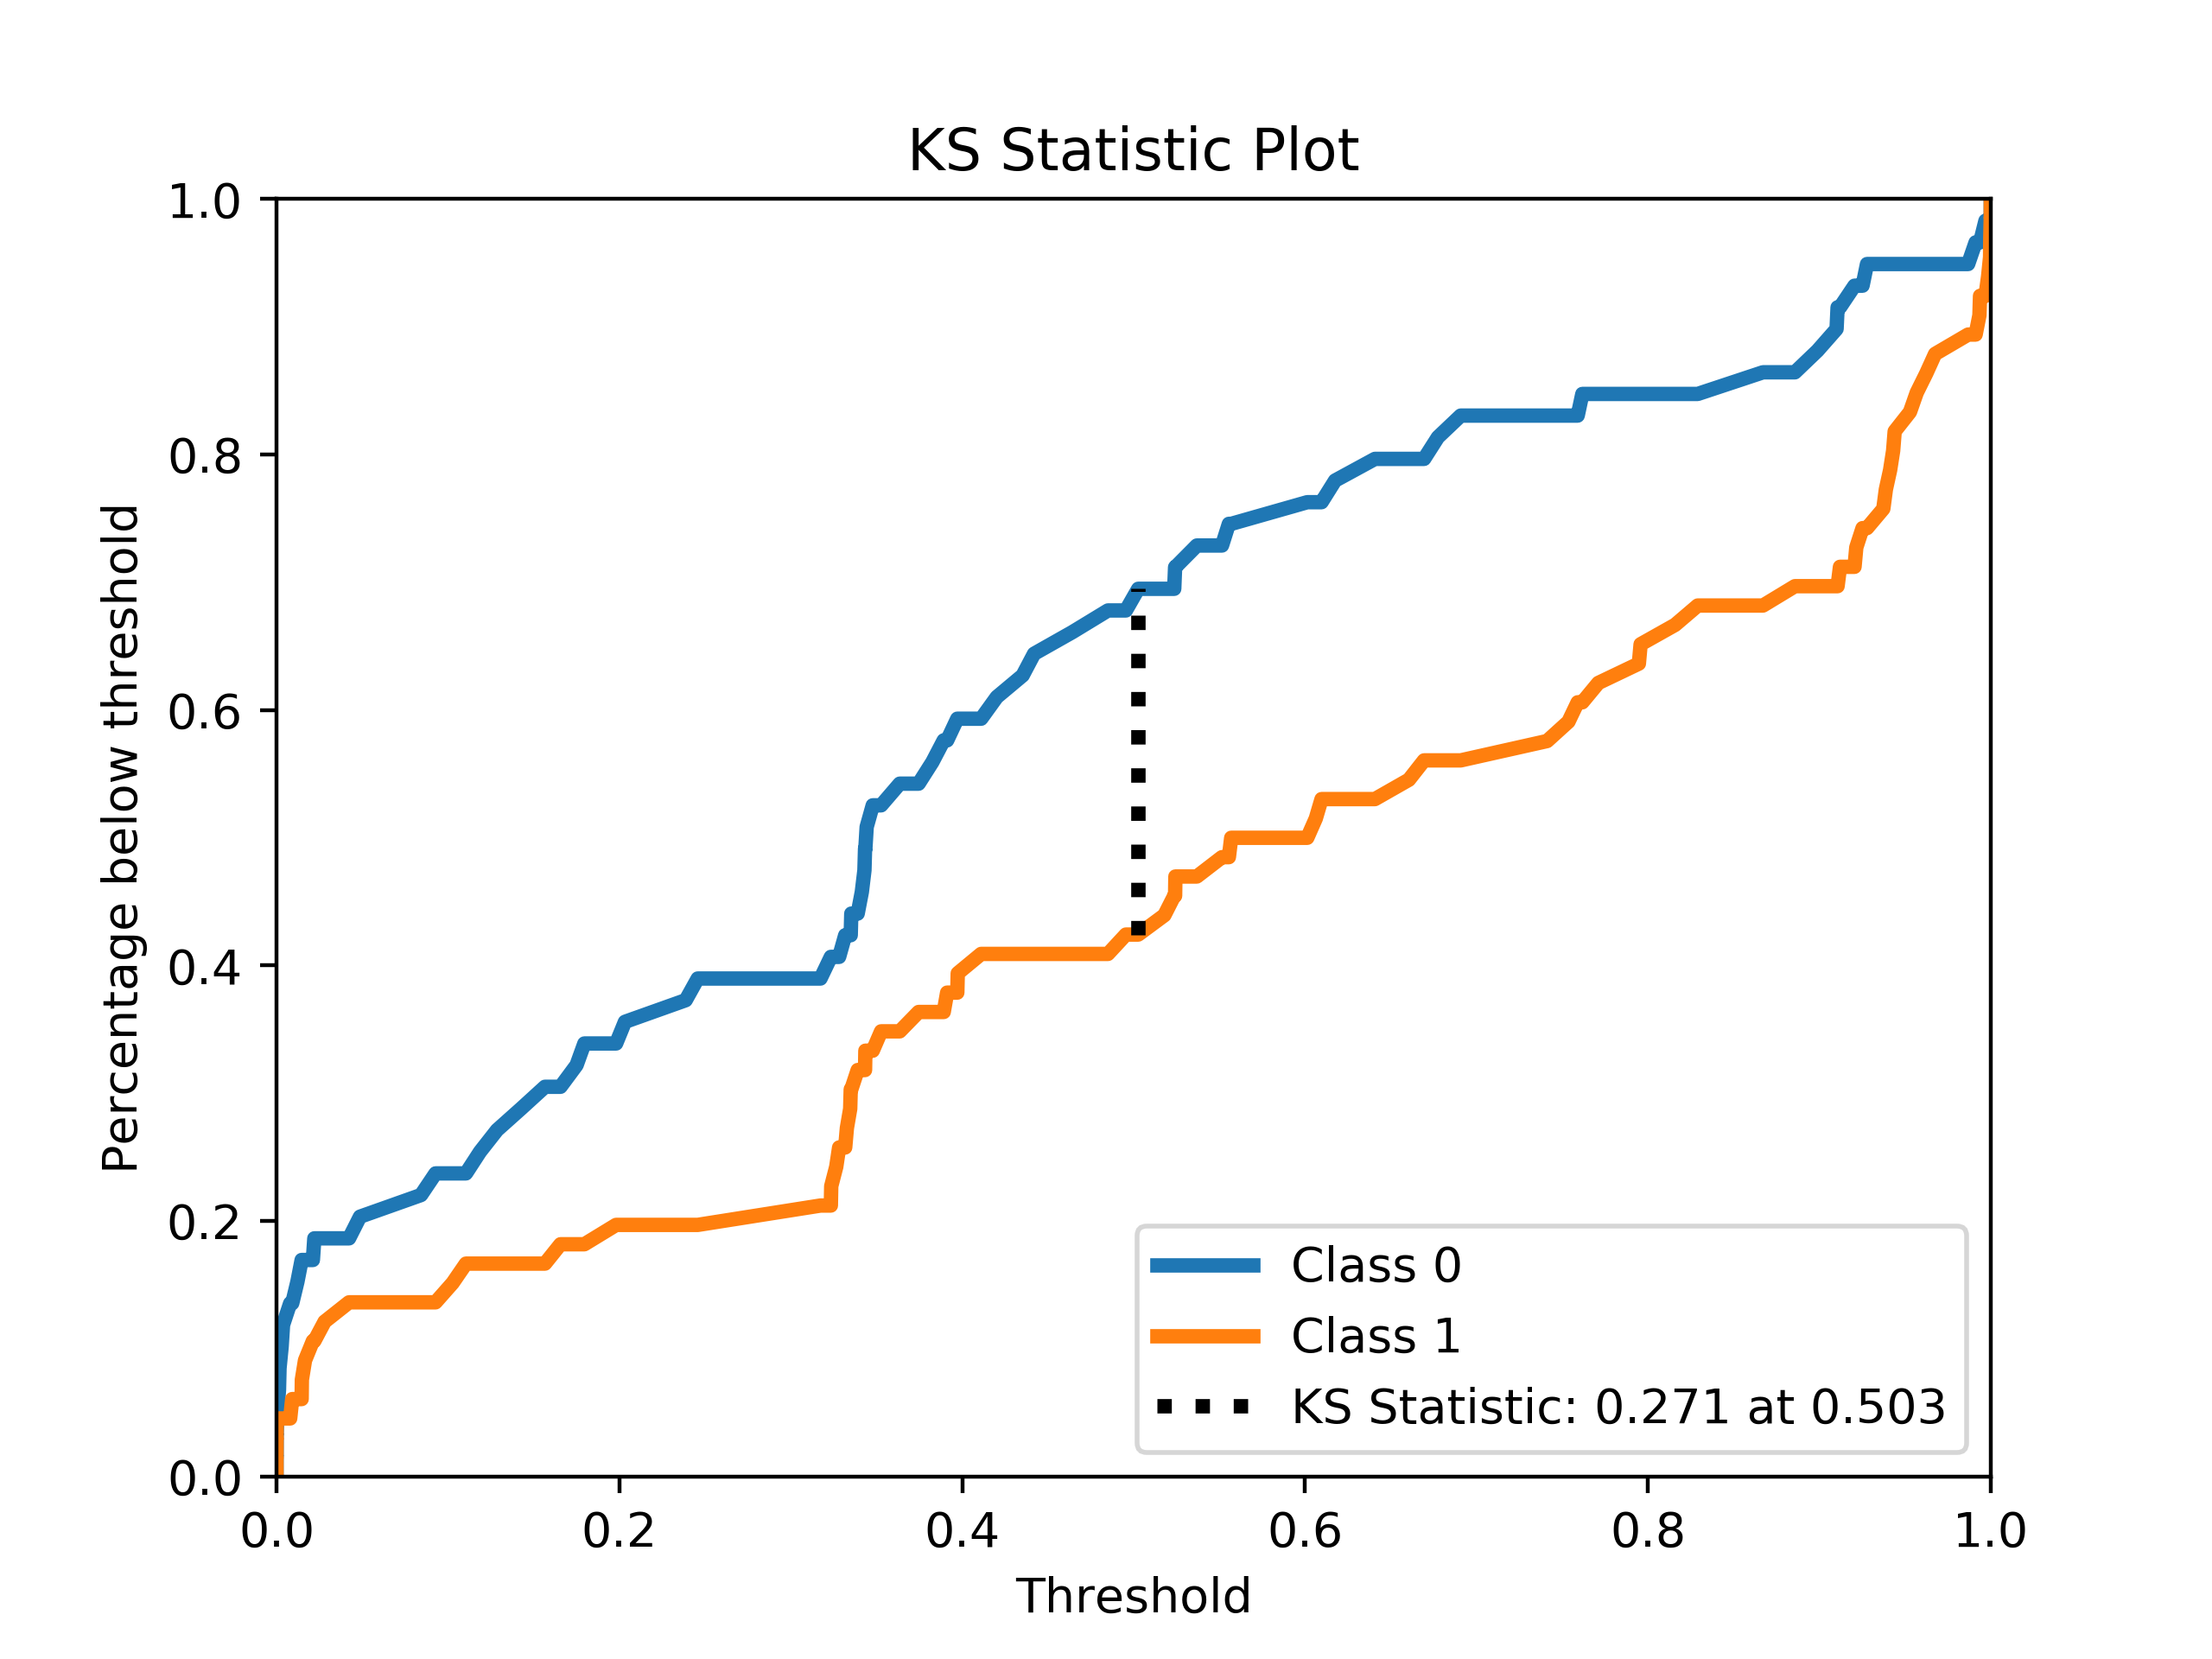 KS Statistic Plot
1.0
0.8
0.6
0.4
0.2
0.0
Percentage below threshold
0.0 0.2 0.4 0.6 0.8 1.0
Threshold
Class 0
Class 1
KS Statistic: 0.271 at 0.503